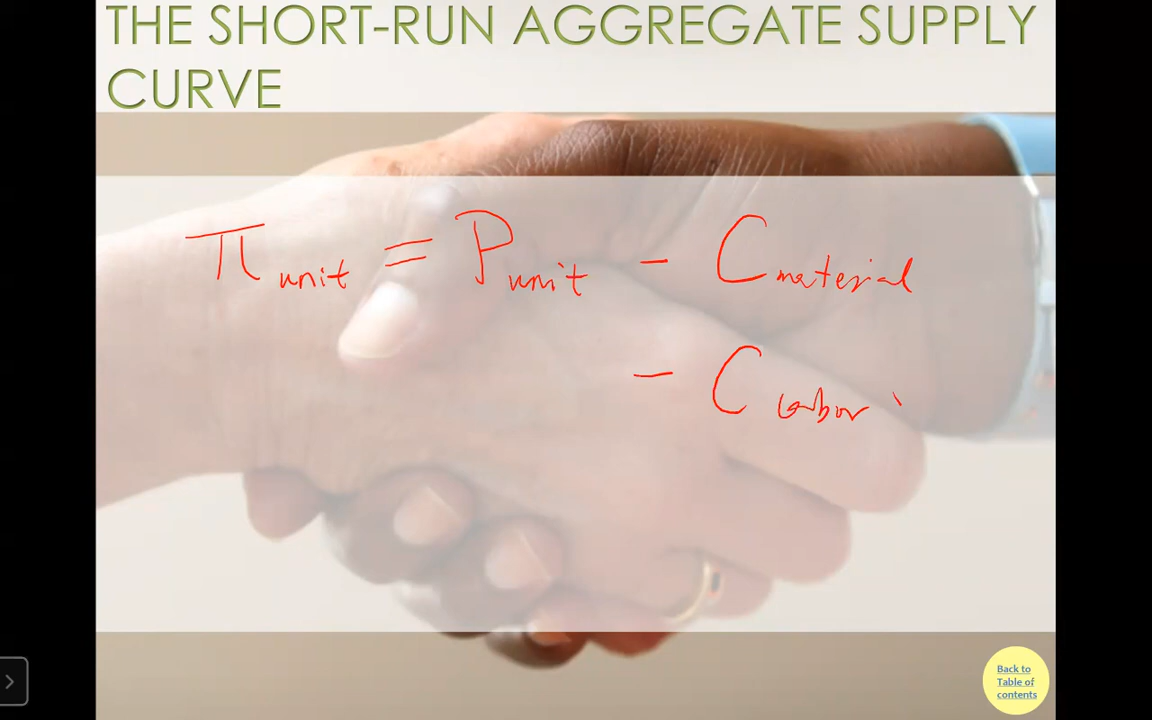 THE SHORT-RUN AGGREGATE SUPPLY
CURVE
π unit = P unit - C material
- C labor
Back to
Table of
contents